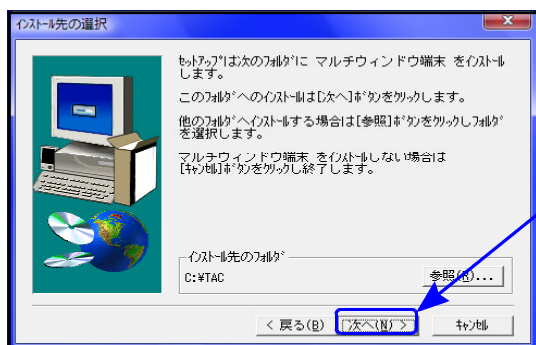 ｲﾝｽﾄｰﾙ先の選択
ｾｯﾄｱｯﾌﾟは次のﾌｫﾙﾀﾞに マルチウィンドウ端末 をｲﾝｽﾄｰﾙ
します。
このﾌｫﾙﾀﾞへのｲﾝｽﾄｰﾙは[次へ]ﾎﾞﾀﾝをｸﾘｯｸします。
他のﾌｫﾙﾀﾞへｲﾝｽﾄｰﾙする場合は[参照]ﾎﾞﾀﾝをｸﾘｯｸしﾌｫﾙﾀﾞ
を選択します。
マルチウィンドウ端末 をｲﾝｽﾄｰﾙしない場合は
[ｷｬﾝｾﾙ]ﾎﾞﾀﾝをｸﾘｯｸし終了します。
ｲﾝｽﾄｰﾙ先のﾌｫﾙﾀﾞ
C:¥TAC
参照(R)...
< 戻る(B)
次へ(N) >
ｷｬﾝｾﾙ